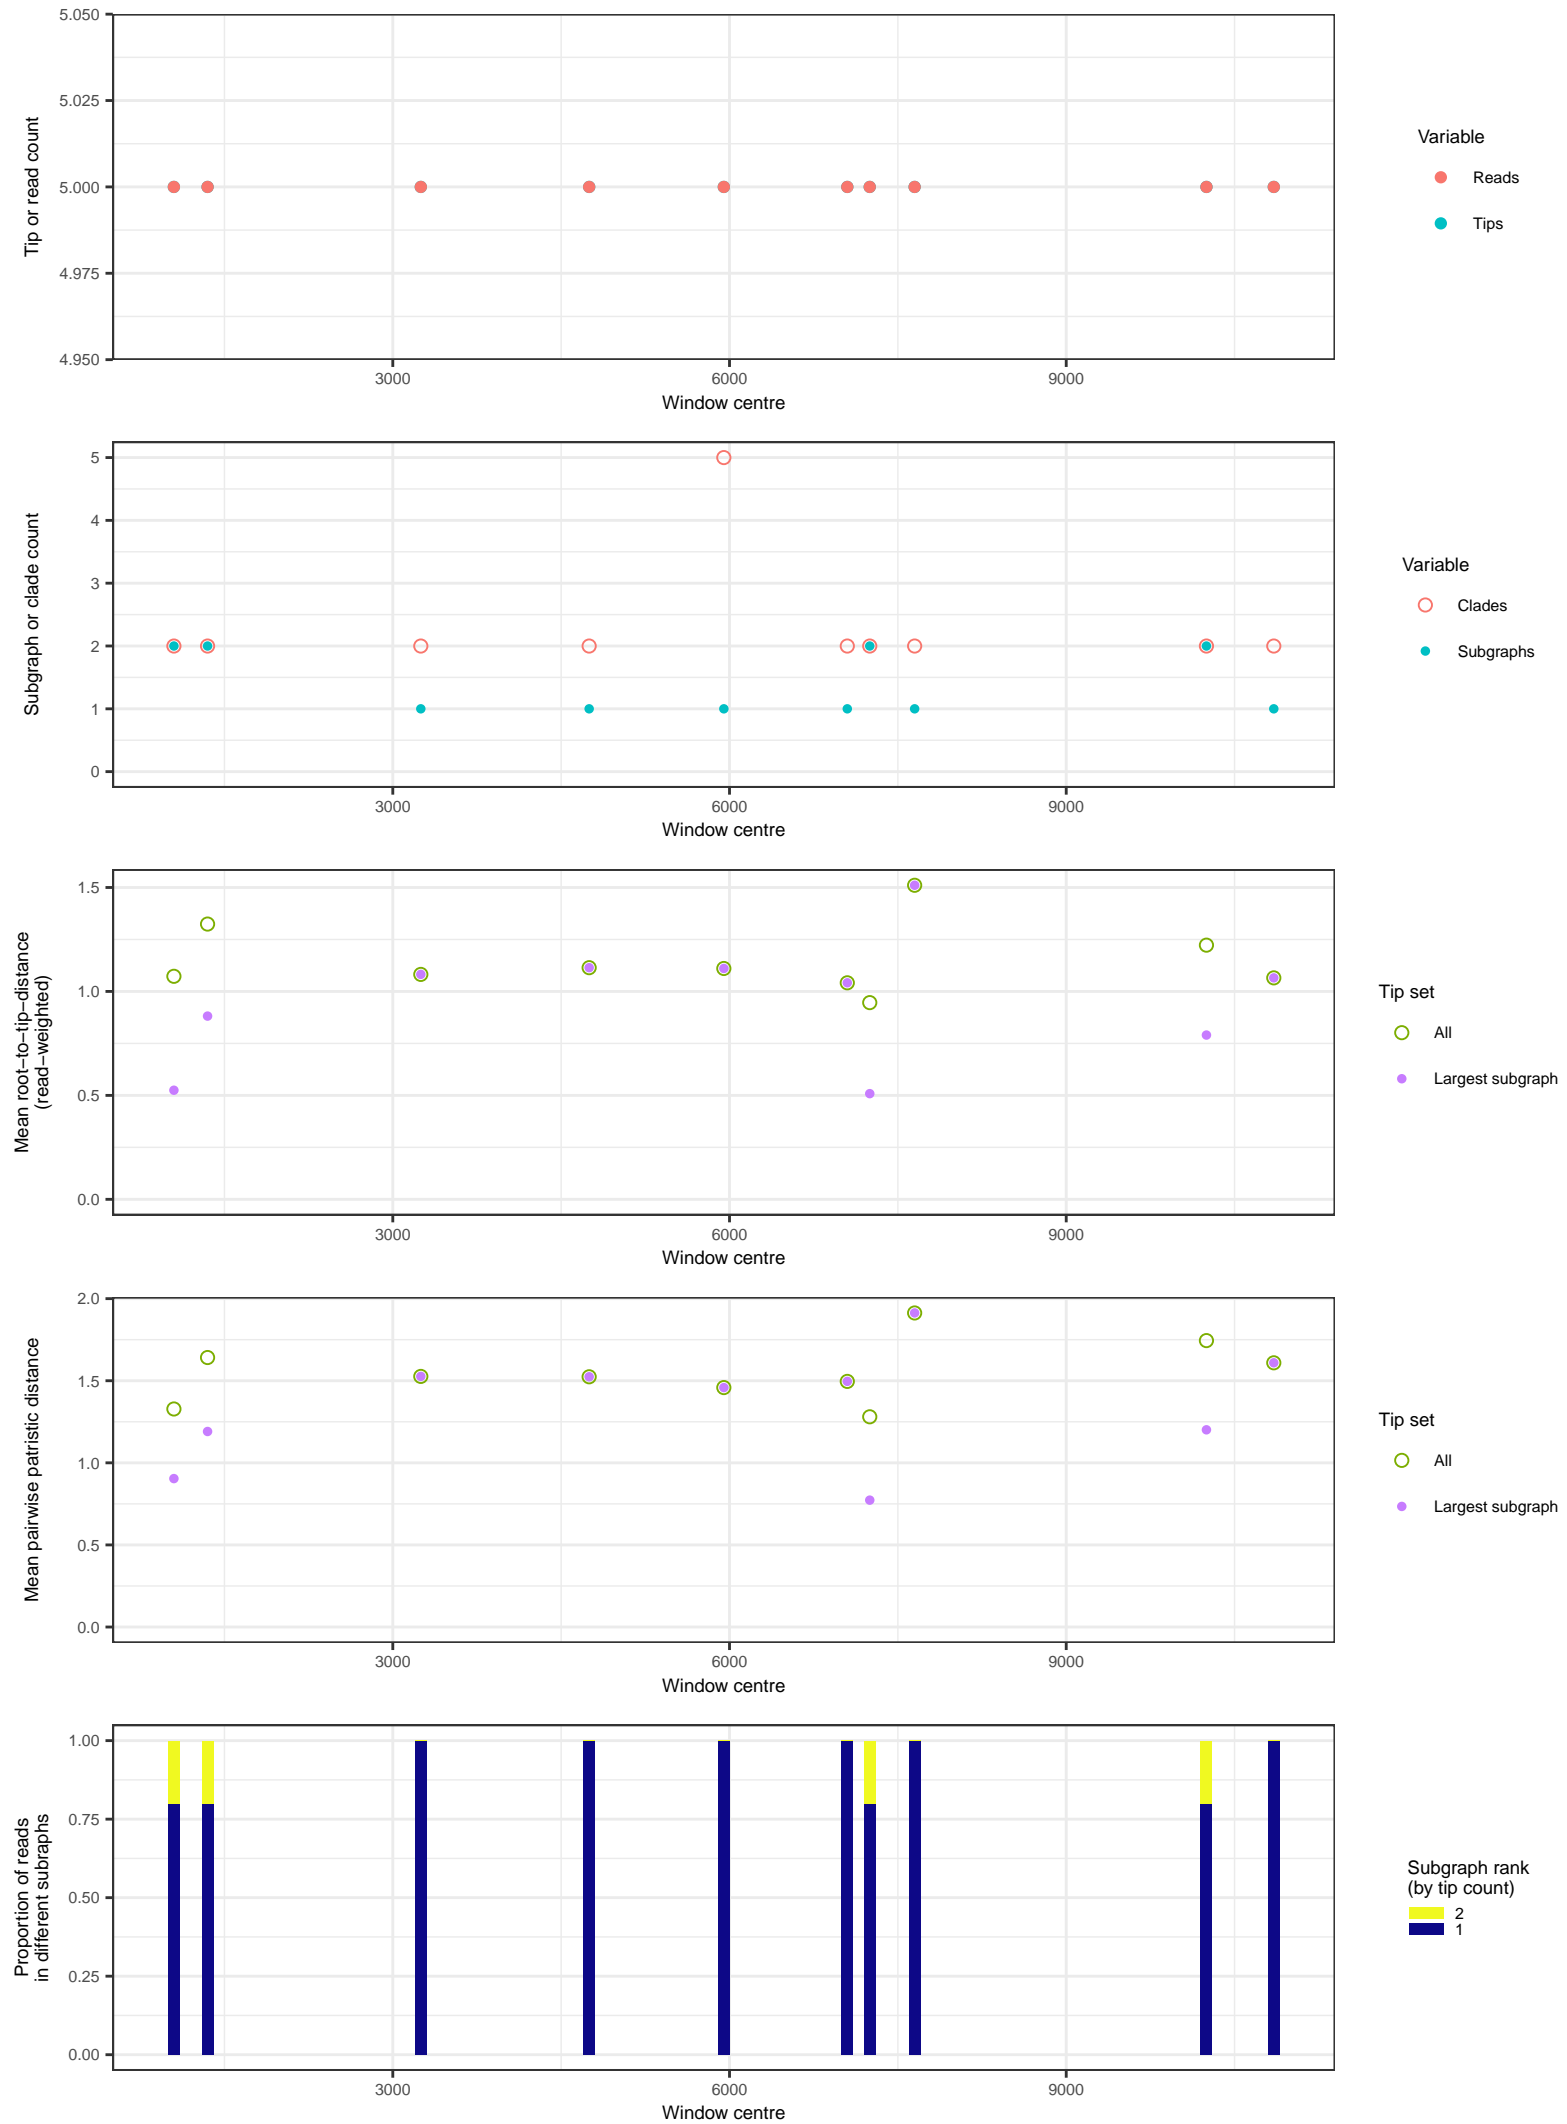 5.050
5.025
5.000
4.975
4.950
Tip or read count
3000 6000 9000
Window centre
Variable
Reads
Tips
5
4
3
2
1
0
Subgraph or clade count
3000 6000 9000
Window centre
Variable
Clades
Subgraphs
1.5
1.0
0.5
0.0
Mean root−to−tip−distance
(read−weighted)
3000 6000 9000
Window centre
Tip set
All
Largest subgraph
2.0
1.5
1.0
0.5
0.0
Mean pairwise patristic distance
3000 6000 9000
Window centre
Tip set
All
Largest subgraph
1.00
0.75
0.50
0.25
0.00
Proportion of reads
in different subraphs
3000 6000 9000
Window centre
Subgraph rank
(by tip count)
2
1